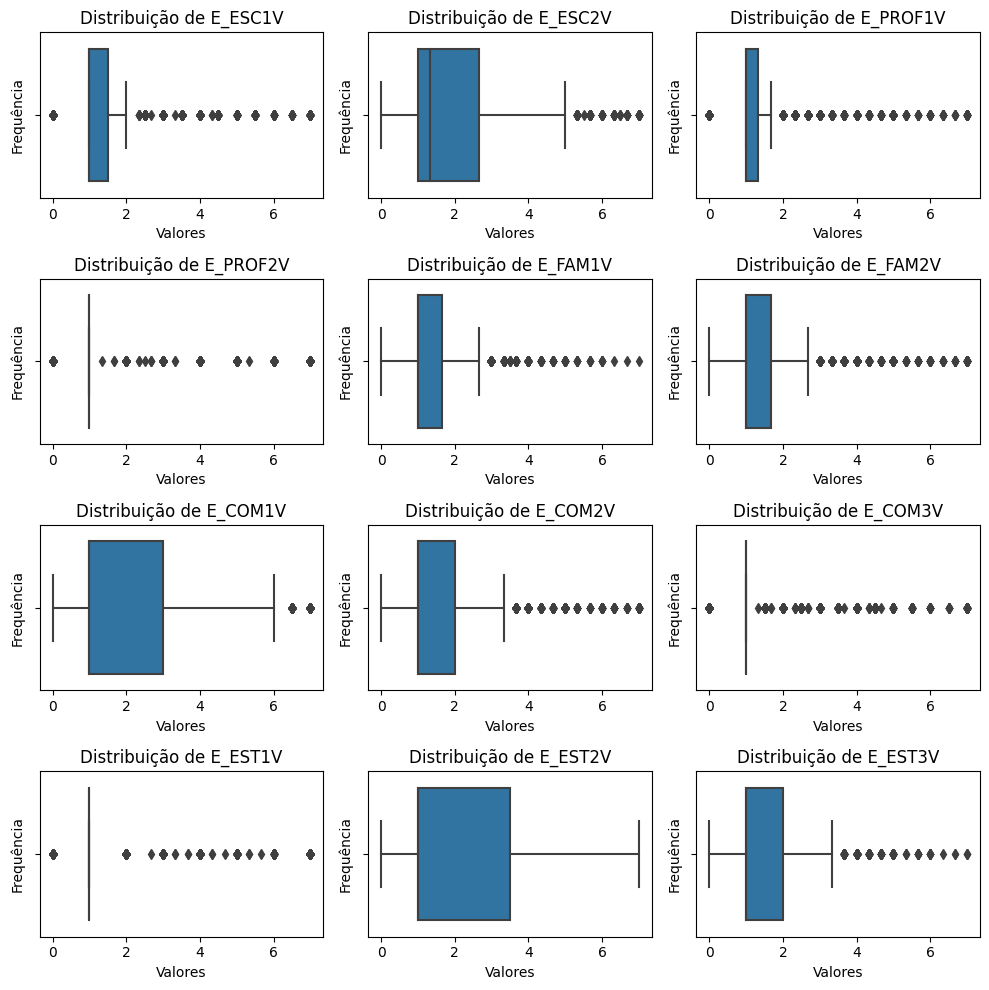 Distribuição de E_ESC1V
Frequência
0 2 4 6
Valores
Distribuição de E_ESC2V
Frequência
0 2 4 6
Valores
Distribuição de E_PROF1V
Frequência
0 2 4 6
Valores
Distribuição de E_PROF2V
Frequência
0 2 4 6
Valores
Distribuição de E_FAM1V
Frequência
0 2 4 6
Valores
Distribuição de E_FAM2V
Frequência
0 2 4 6
Valores
Distribuição de E_COM1V
Frequência
0 2 4 6
Valores
Distribuição de E_COM2V
Frequência
0 2 4 6
Valores
Distribuição de E_COM3V
Frequência
0 2 4 6
Valores
Distribuição de E_EST1V
Frequência
0 2 4 6
Valores
Distribuição de E_EST2V
Frequência
0 2 4 6
Valores
Distribuição de E_EST3V
Frequência
0 2 4 6
Valores